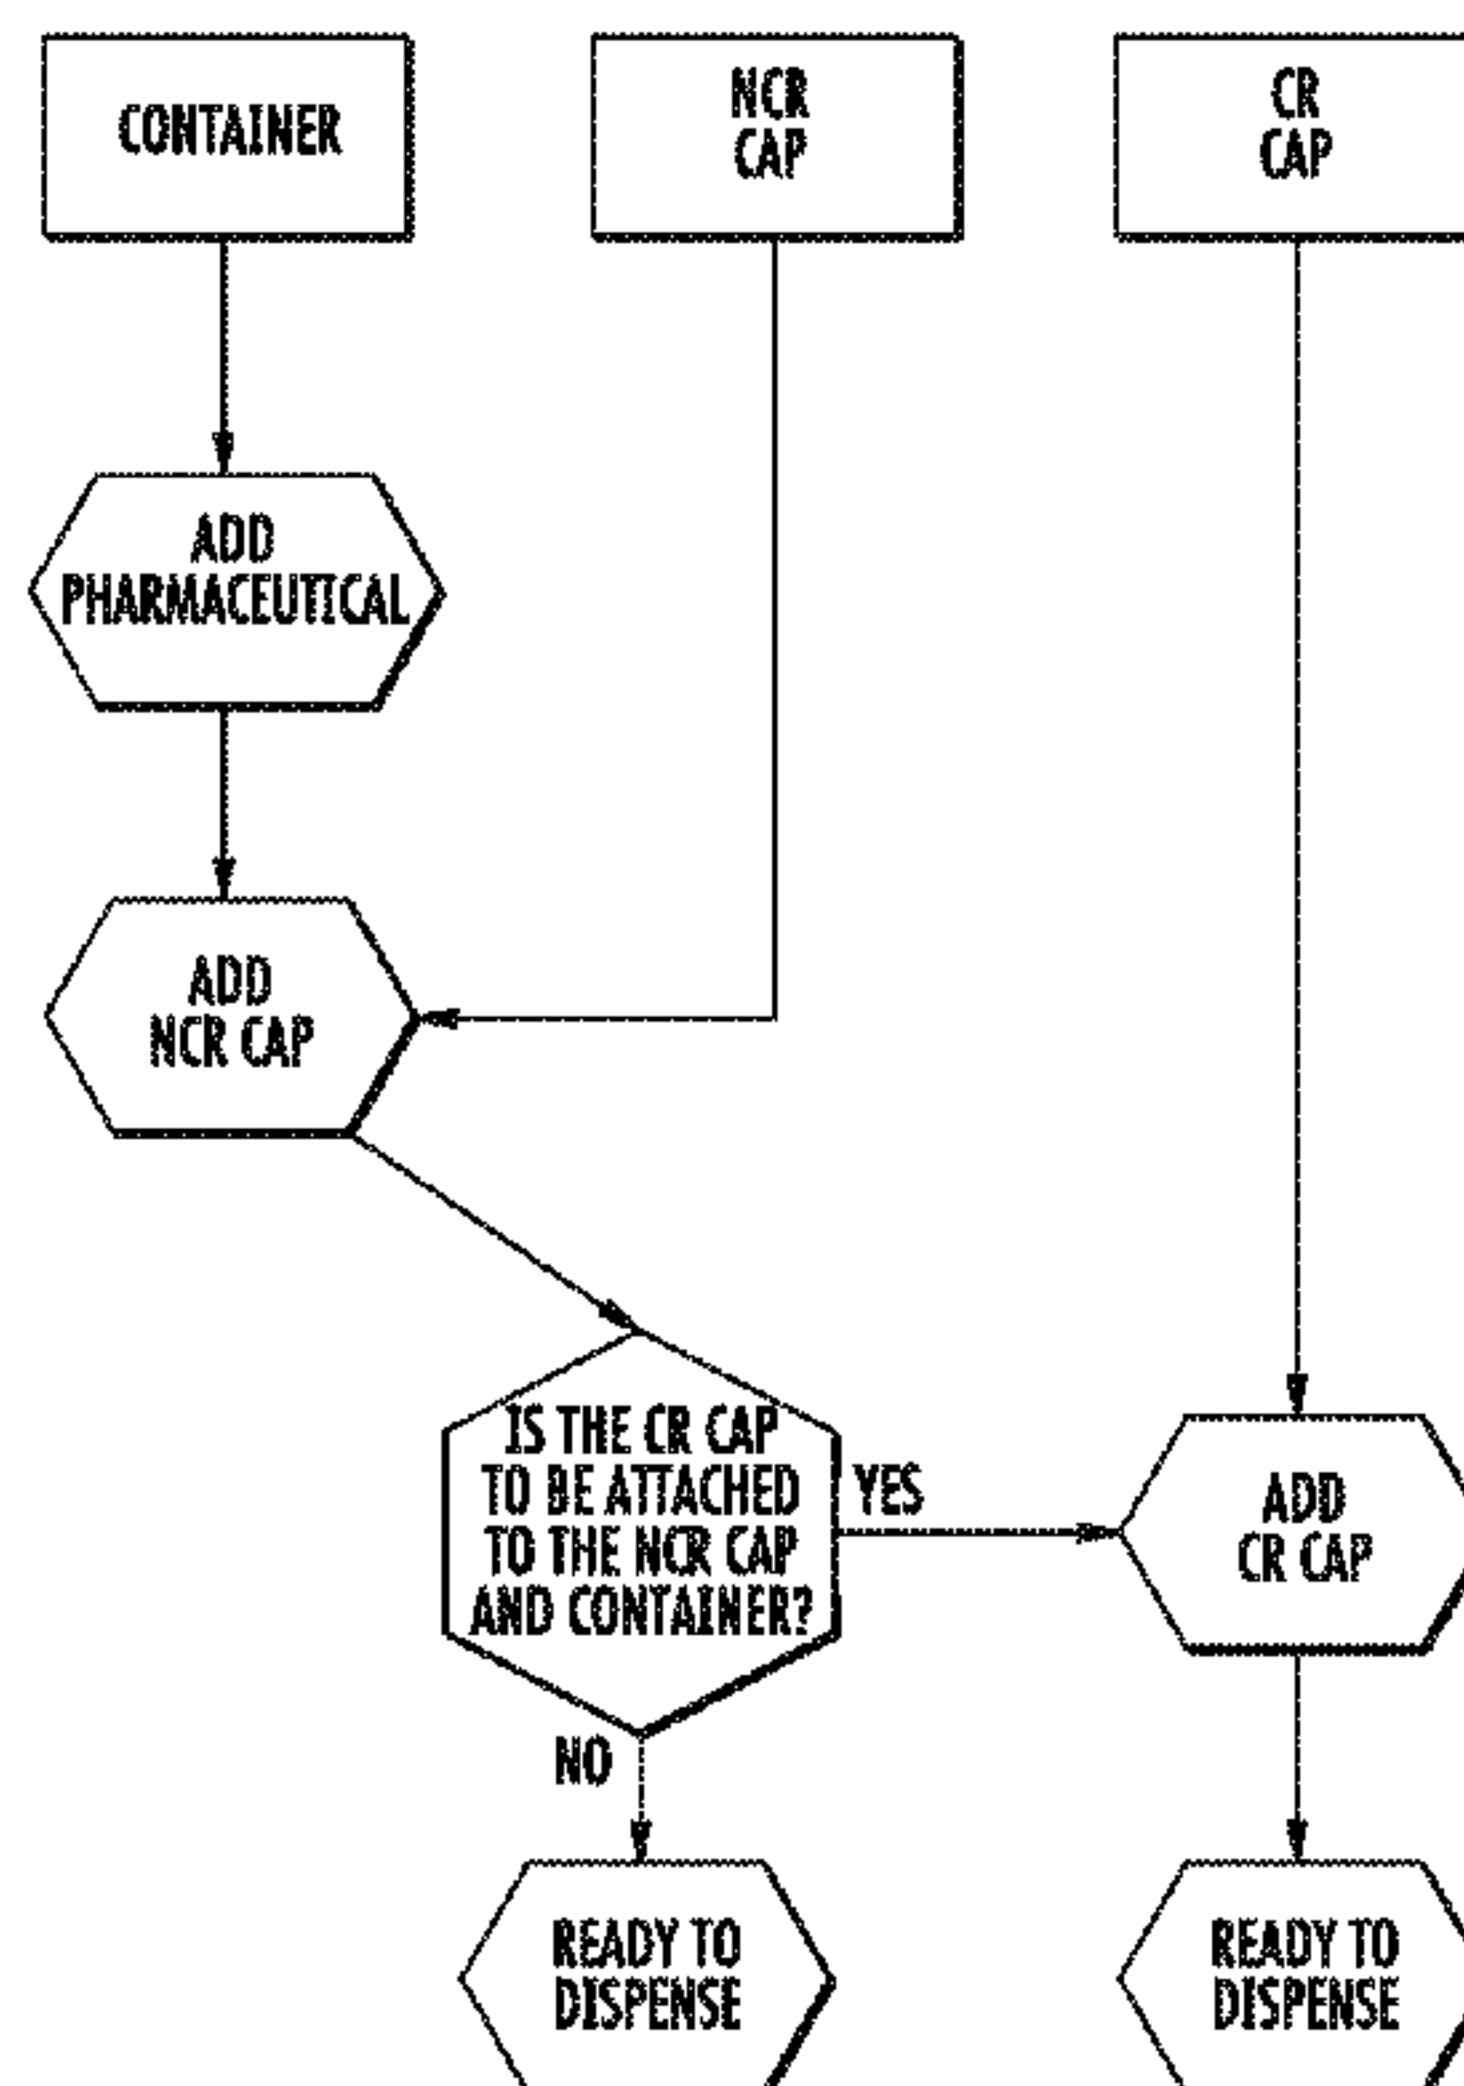 CONTAINER
NCR
CAP
CR
CAP
ADD
PHARMACEUTICAL
ADD
NCR CAP
IS THE CR CAP
TO BE ATTACHED
TO THE NCR CAP
AND CONTAINER?
YES
ADD
CR CAP
NO
READY TO
DISPENSE
READY TO
DISPENSE